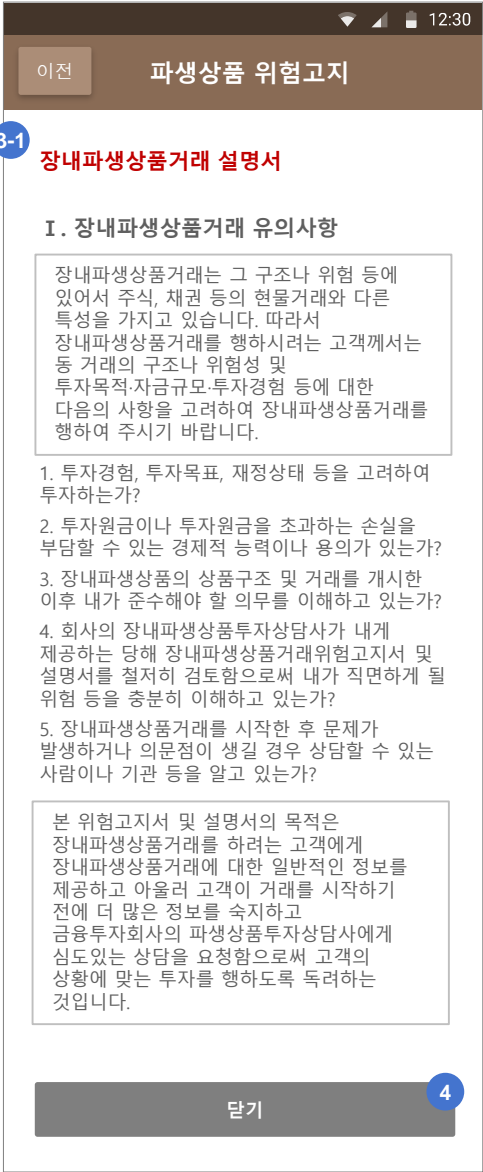 12:30
이전
파생상품 위험고지
3-1
장내파생상품거래 설명서
I. 장내파생상품거래 유의사항
장내파생상품거래는 그 구조나 위험 등에
있어서 주식, 채권 등의 현물거래와 다른
특성을 가지고 있습니다. 따라서
장내파생상품거래를 행하시려는 고객께서는
동 거래의 구조나 위험성 및
투자목적·자금규모·투자경험 등에 대한
다음의 사항을 고려하여 장내파생상품거래를
행하여 주시기 바랍니다.
1. 투자경험, 투자목표, 재정상태 등을 고려하여
투자하는가?
2. 투자원금이나 투자원금을 초과하는 손실을
부담할 수 있는 경제적 능력이나 용의가 있는가?
3. 장내파생상품의 상품구조 및 거래를 개시한
이후 내가 준수해야 할 의무를 이해하고 있는가?
4. 회사의 장내파생상품투자상담사가 내게
제공하는 당해 장내파생상품거래위험고지서 및
설명서를 철저히 검토함으로써 내가 직면하게 될
위험 등을 충분히 이해하고 있는가?
5. 장내파생상품거래를 시작한 후 문제가
발생하거나 의문점이 생길 경우 상담할 수 있는
사람이나 기관 등을 알고 있는가?
본 위험고지서 및 설명서의 목적은
장내파생상품거래를 하려는 고객에게
장내파생상품거래에 대한 일반적인 정보를
제공하고 아울러 고객이 거래를 시작하기
전에 더 많은 정보를 숙지하고
금융투자회사의 파생상품투자상담사에게
심도있는 상담을 요청함으로써 고객의
상황에 맞는 투자를 행하도록 독려하는
것입니다.
4
닫기